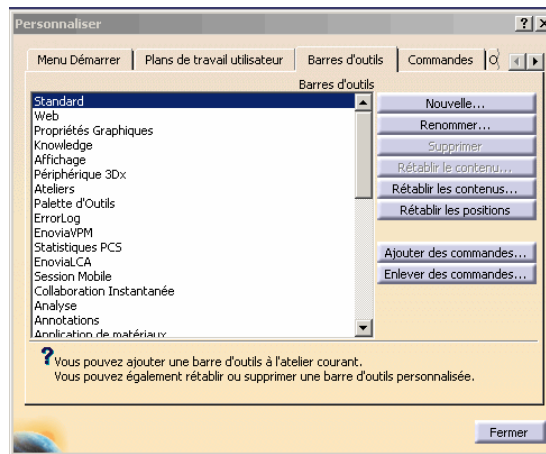 Personnaliser
Menu Démarrer
Plans de travail utilisateur
Barres d'outils
Commandes
Barres d'outils
Standard
Web
Propriétés Graphiques
Knowledge
Affichage
Périphérique 3Dx
Ateliers
Palette d'Outils
ErrorLog
EnoviaVPM
Statistiques PCS
EnoviaLCA
Session Mobile
Collaboration Instantanée
Analyse
Annotations
Application de matériaux
Nouvelle...
Renommer...
Supprimer
Rétablir le contenu...
Rétablir les contenus...
Rétablir les positions
Ajouter des commandes...
Enlever des commandes...
Vous pouvez ajouter une barre d'outils à l'atelier courant.
Vous pouvez également rétablir ou supprimer une barre d'outils personnalisée.
Fermer